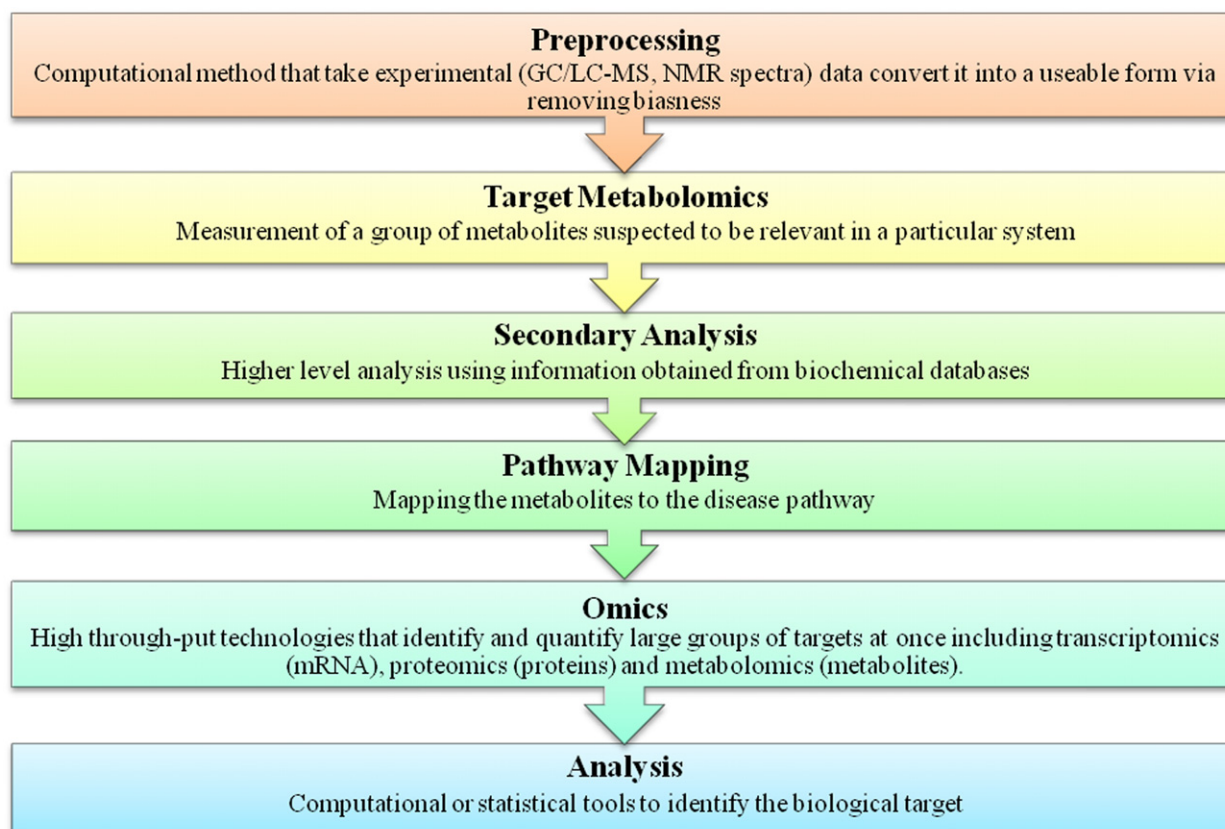 Preprocessing
Computational method that take experimental (GC/LC-MS, NMR spectra) data convert it into a useable form via
removing biasness
Target Metabolomics
Measurement of a group of metabolites suspected to be relevant in a particular system
Secondary Analysis
Higher level analysis using information obtained from biochemical databases
Pathway Mapping
Mapping the metabolites to the disease pathway
Omics
High through-put technologies that identify and quantify large groups of targets at once including transcriptomics
(mRNA), proteomics (proteins) and metabolomics (metabolites).
Analysis
Computational or statistical tools to identify the biological target